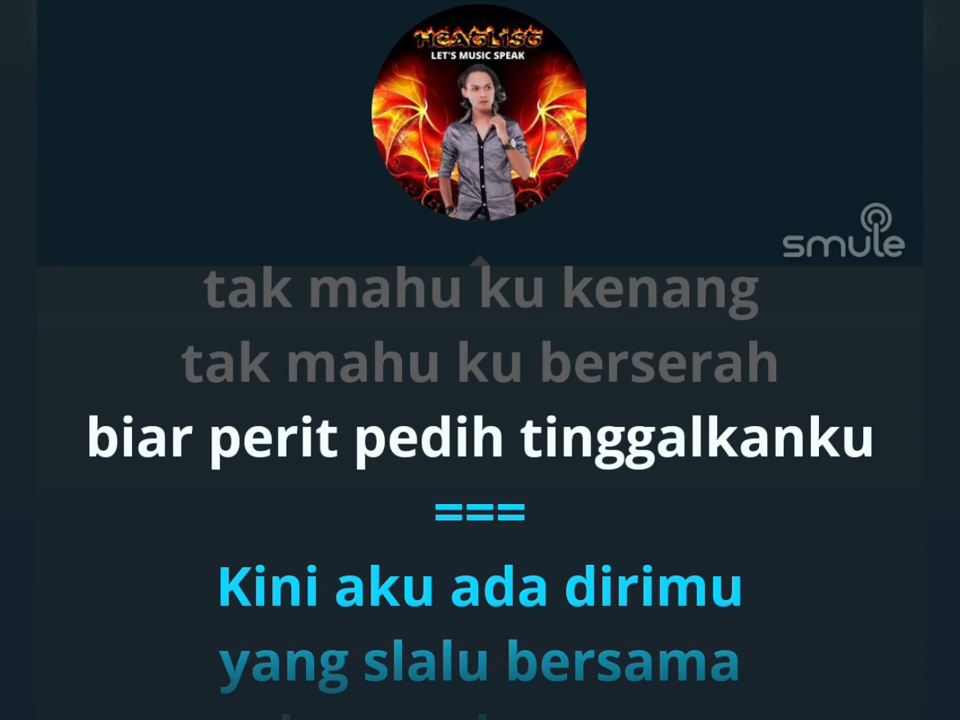 LET'S MUSIC SPEAK
smule
tak mahu ku kenang
tak mahu ku berserah
biar perit pedih tinggalkanku
===
Kini aku ada dirimu
yang slalu bersama